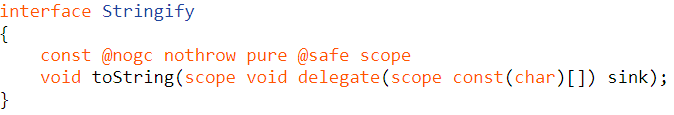 interface Stringify
{
    const @nogc nothrow pure @safe scope
    void toString(scope void delegate(scope const(char)[]) sink);
}